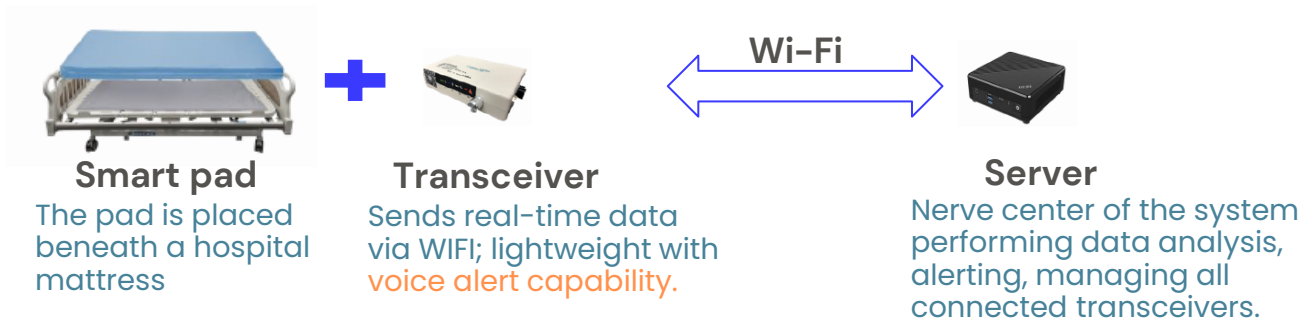 Wi-Fi
Smart pad
The pad is placed
beneath a hospital
mattress
Transceiver
Sends real-time data
via WIFI; lightweight with
voice alert capability.
Server
Nerve center of the system
performing data analysis,
alerting, managing all
connected transceivers.